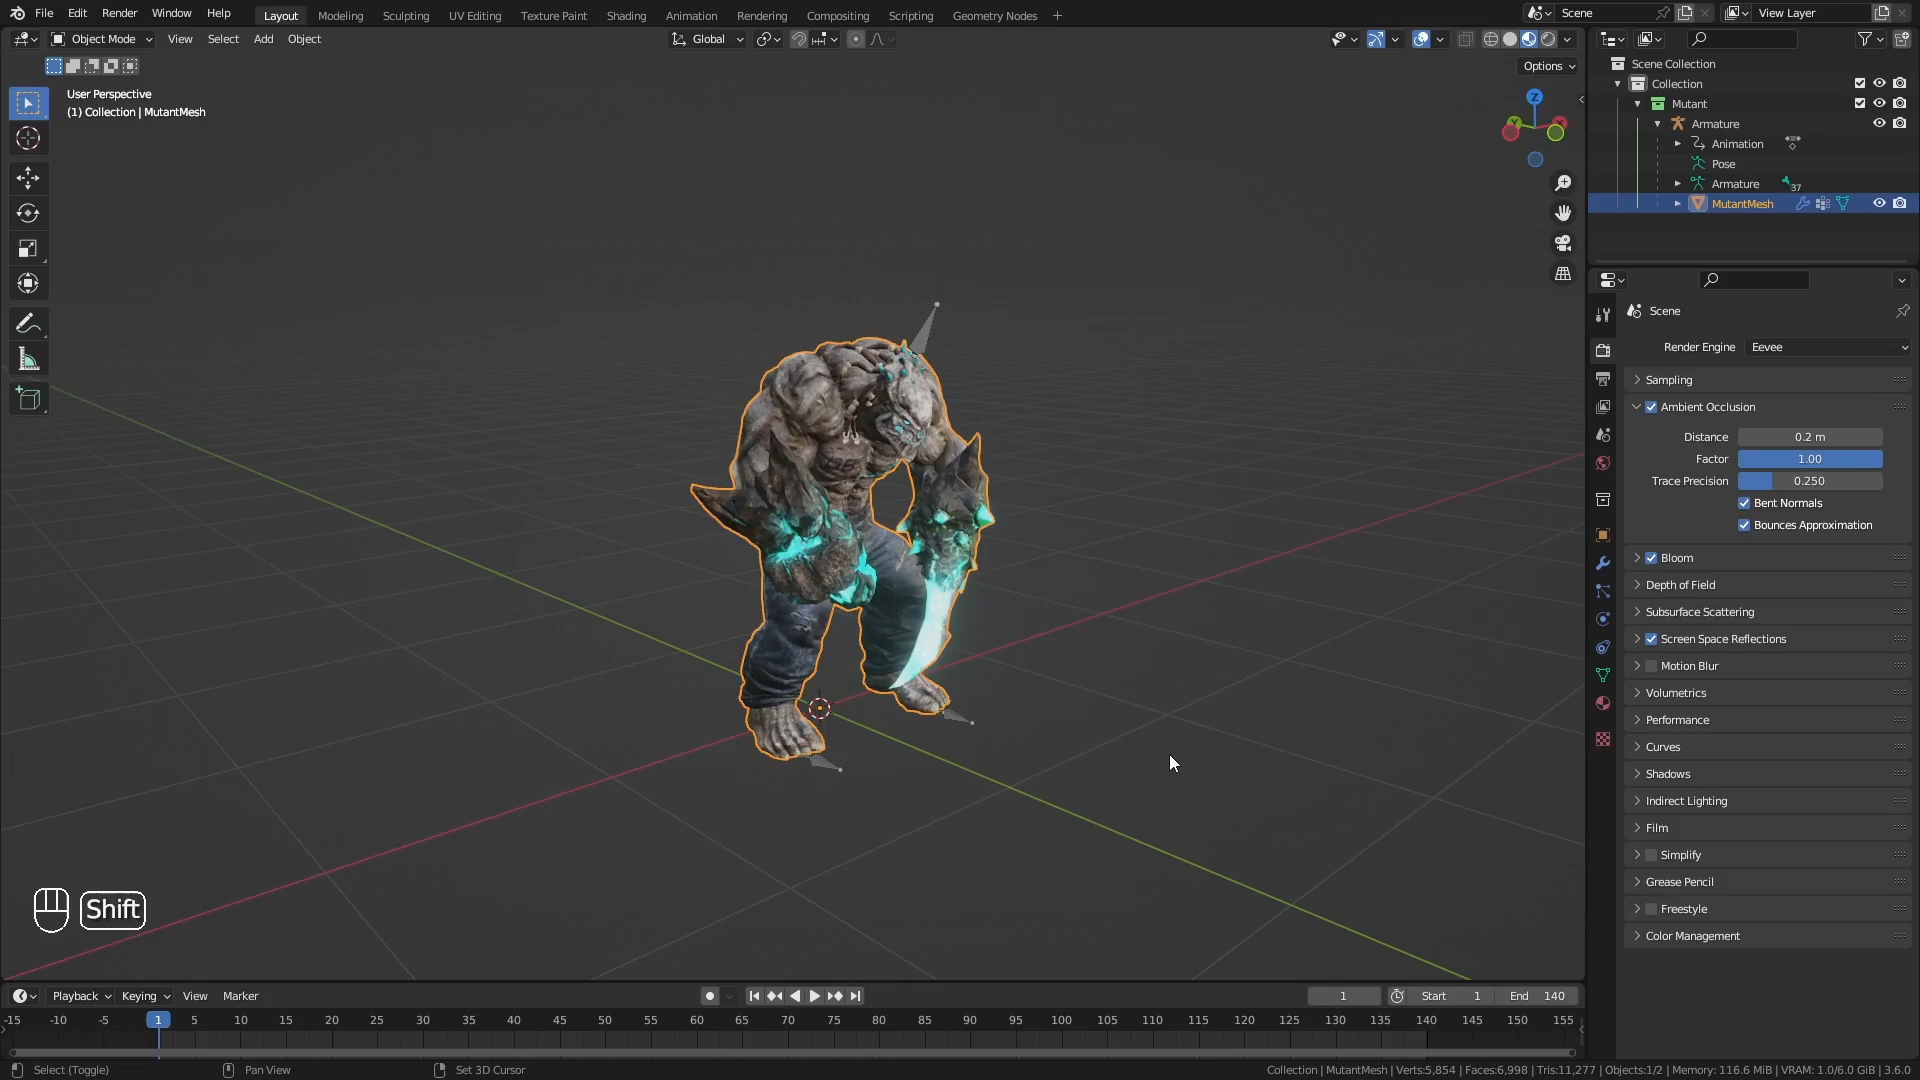 File Edit Render Window Help Layout Modeling Sculpting UV Editing Texture Paint Shading Animation Rendering Compositing Scripting Geometry Nodes + Scene View Layer
Object Mode View Select Add Object Global
Options
User Perspective
(1) Collection | MutantMesh
Z
Y
X
Scene Collection
Collection
Mutant
Armature
Animation
Pose
Armature 37
MutantMesh
Scene
Render Engine Eevee
Sampling
Ambient Occlusion
Distance 0.2 m
Factor 1.00
Trace Precision 0.250
Bent Normals
Bounces Approximation
Bloom
Depth of Field
Subsurface Scattering
Screen Space Reflections
Motion Blur
Volumetrics
Performance
Curves
Shadows
Indirect Lighting
Film
Simplify
Grease Pencil
Freestyle
Color Management
Shift
Playback Keying View Marker 1 Start 1 End 140
-15 -10 -5 1 5 10 15 20 25 30 35 40 45 50 55 60 65 70 75 80 85 90 95 100 105 110 115 120 125 130 135 140 145 150 155
Select (Toggle) Pan View Set 3D Cursor Collection | MutantMesh | Verts:5,854 | Faces:6,998 | Tris:11,277 | Objects:1/2 | Memory: 116.6 MiB | VRAM: 1.0/6.0 GiB | 3.6.0